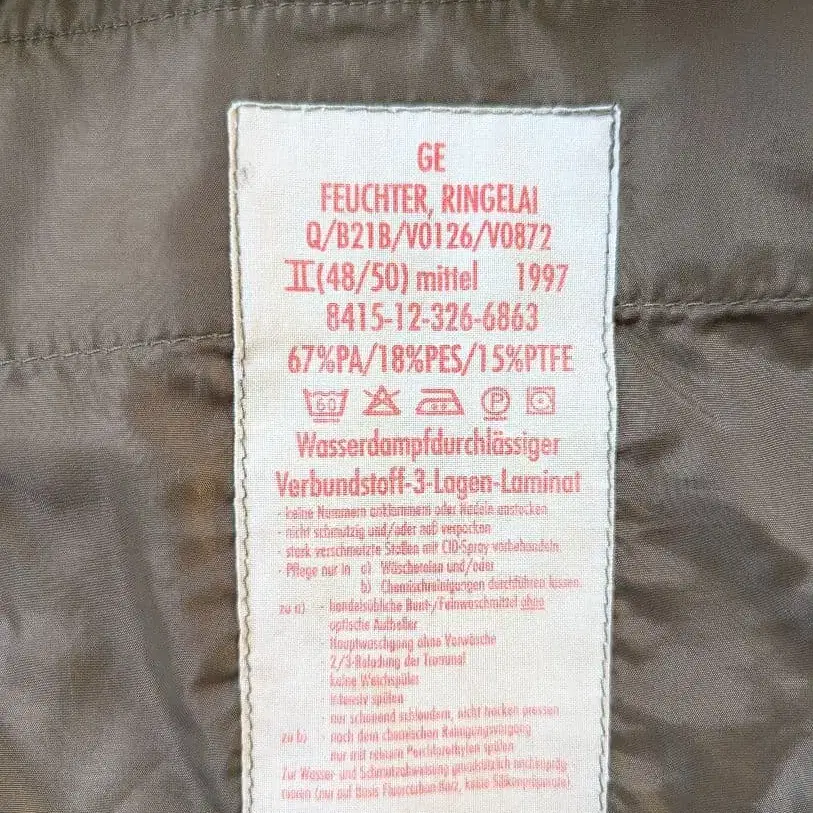 GE
FEUCHTER, RINGELAI
Q/B21B/V0126/V0872
II(48/50) mittel 1997
8415-12-326-6863
67%PA/18%PES/15%PTFE
60 P
Wasserdampfdurchlässiger
Verbundstoff-3-Lagen-Laminat
- keine Nummern anklammern oder Nadeln anstecken
- nicht schmutzig und/oder naß verpacken
- stark verschmutzte Stellen mit CIO-Spray vorbehandeln
- Pflege nur in a) Wäschereien und/oder
b) Chemischreinigungen durchführen lassen.
zu a) - handelsübliche Bunt-/Feinwaschmittel ohne
optische Aufheller
- Hauptwaschgang ohne Vorwäsche
- 2/3-Beladung der Trommel
- keine Weichspüler
- intensiv spülen
- nur schonend schleudern, nicht trocken pressen
zu b) - nach dem chemischen Reinigungsvorgang
nur mit reinem Perchlorethylen spülen
Zur Wasser- und Schmutzabweisung grundsätzlich nachimpräg-
nieren (nur auf Basis Fluorcarbon Harz, keine Silikonpräparate)